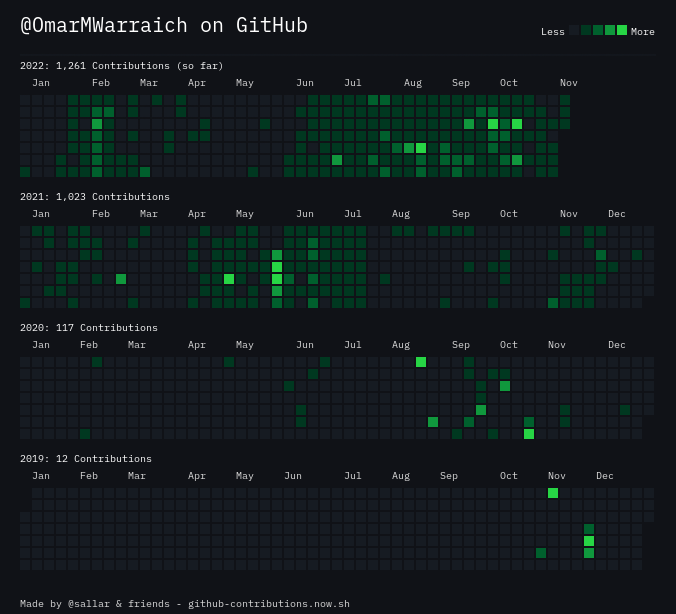 @OmarMWarraich on GitHub
Less More
2022: 1,261 Contributions (so far)
Jan Feb Mar Apr May Jun Jul Aug Sep Oct Nov
2021: 1,023 Contributions
Jan Feb Mar Apr May Jun Jul Aug Sep Oct Nov Dec
2020: 117 Contributions
Jan Feb Mar Apr May Jun Jul Aug Sep Oct Nov Dec
2019: 12 Contributions
Jan Feb Mar Apr May Jun Jul Aug Sep Oct Nov Dec
Made by @sallar & friends - github-contributions.now.sh